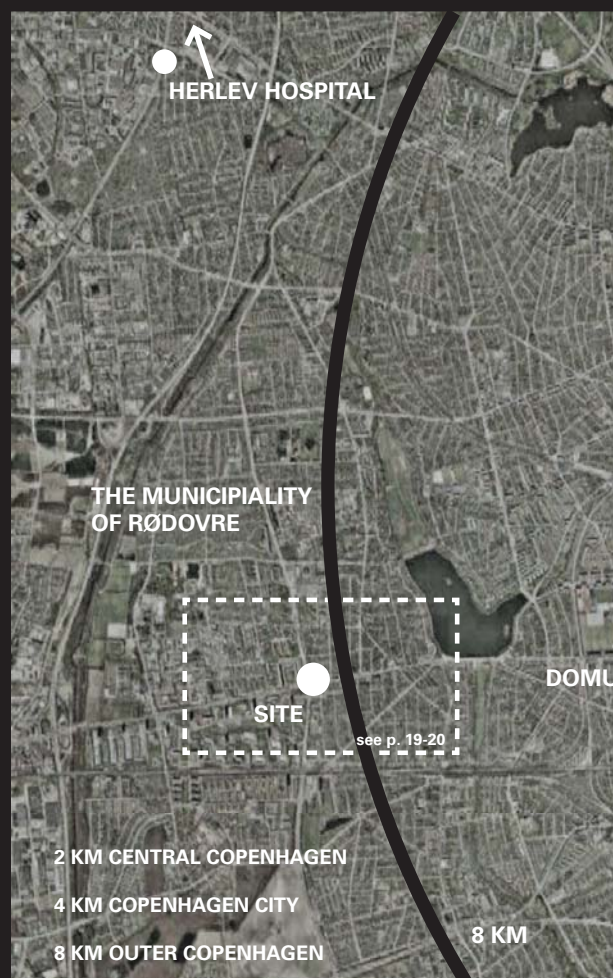 HERLEV HOSPITAL
THE MUNICIPIALITY
OF RØDOVRE
DOMU
SITE
see p. 19-20
2 KM CENTRAL COPENHAGEN
4 KM COPENHAGEN CITY
8 KM
8 KM OUTER COPENHAGEN